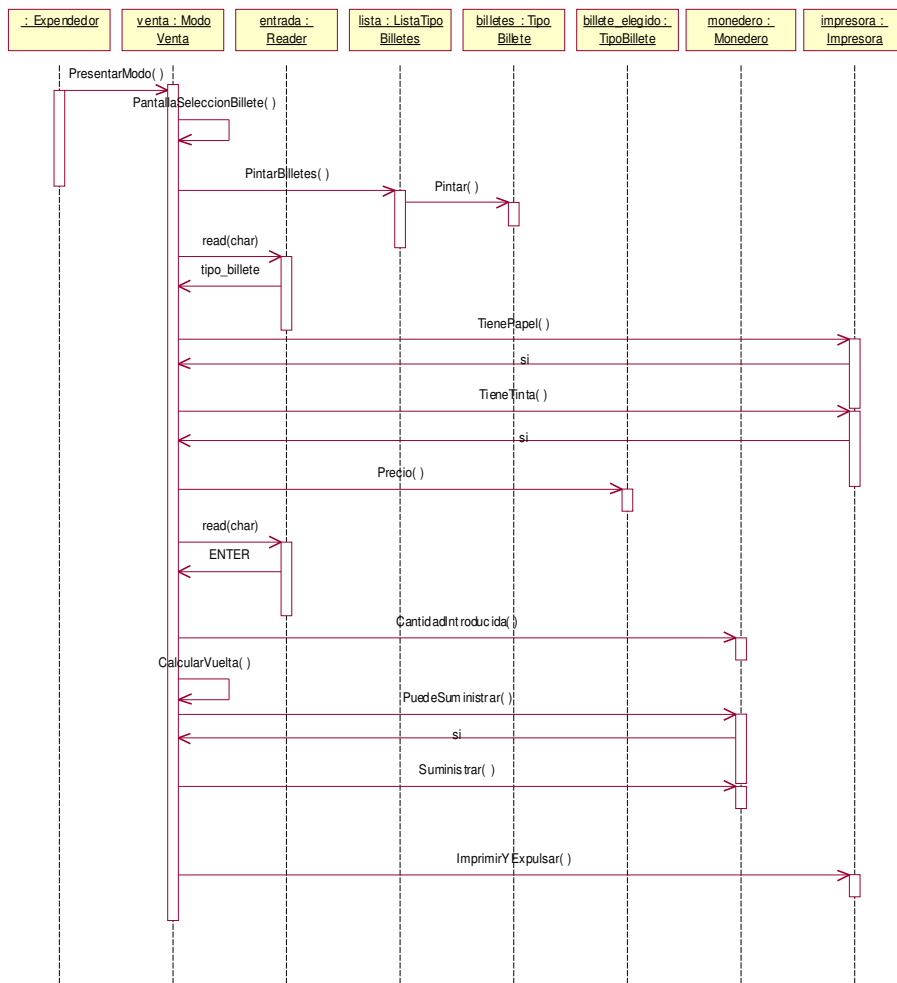 : Expendedor
venta : Modo
Venta
entrada :
Reader
lista : ListaTipo
Billetes
billetes : Tipo
Billete
billete_elegido :
TipoBillete
monedero :
Monedero
impresora :
Impresora
PresentarModo( )
PantallaSeleccionBillete( )
PintarBilletes( )
Pintar( )
read(char)
tipo_billete
TienePapel( )
si
TieneTinta( )
si
Precio( )
read(char)
ENTER
CantidadIntroducida( )
CalcularVuelta( )
PuedeSuministrar( )
si
Suministrar( )
ImprimirYExpulsar( )